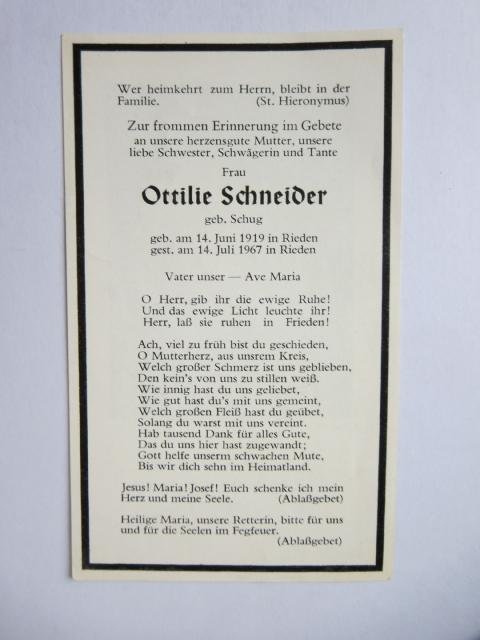 Wer heimkehrt zum Herrn, bleibt in der
Familie. (St. Hieronymus)
Zur frommen Erinnerung im Gebete
an unsere herzensgute Mutter, unsere
liebe Schwester, Schwägerin und Tante
Frau
Ottilie Schneider
geb. Schug
geb. am 14. Juni 1919 in Rieden
gest. am 14. Juli 1967 in Rieden
Vater unser — Ave Maria
O Herr, gib ihr die ewige Ruhe!
Und das ewige Licht leuchte ihr!
Herr, laß sie ruhen in Frieden!
Ach, viel zu früh bist du geschieden,
O Mutterherz, aus unsrem Kreis,
Welch großer Schmerz ist uns geblieben,
Den kein's von uns zu stillen weiß.
Wie innig hast du uns geliebet,
Wie gut hast du's mit uns gemeint,
Welch großen Fleiß hast du geübet,
Solang du warst mit uns vereint.
Hab tausend Dank für alles Gute,
Das du uns hier hast zugewandt;
Gott helfe unserm schwachen Mute,
Bis wir dich sehn im Heimatland.
Jesus! Maria! Josef! Euch schenke ich mein
Herz und meine Seele. (Ablaßgebet)
Heilige Maria, unsere Retterin, bitte für uns
und für die Seelen im Fegfeuer.
(Ablaßgebet)